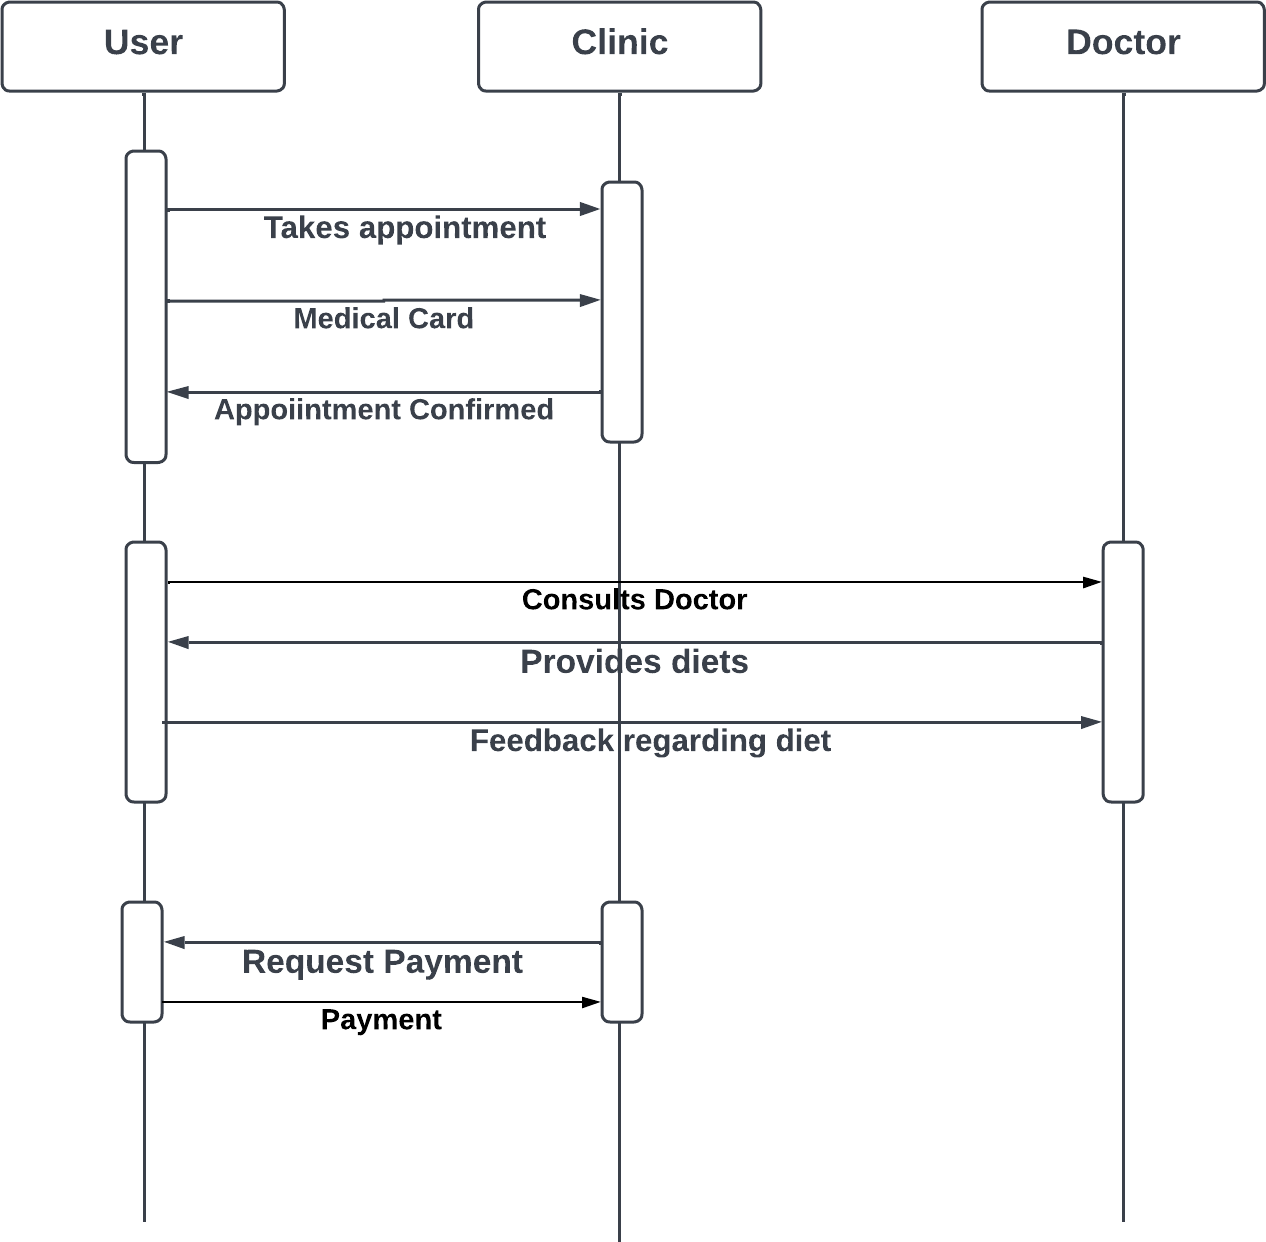 User
Clinic
Doctor
Takes appointment
Medical Card
Appoiintment Confirmed
Consults Doctor
Provides diets
Feedback regarding diet
Request Payment
Payment